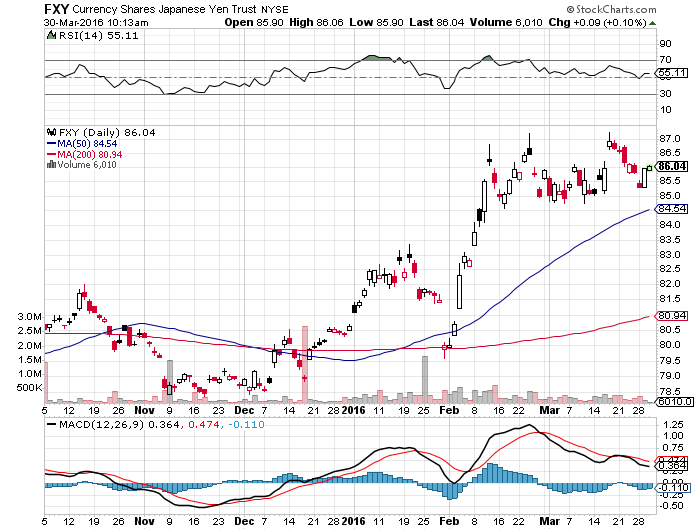 FXY Currency Shares Japanese Yen Trust NYSE
© StockCharts.com
30-Mar-2016 10:13am
Open 85.90 High 86.06 Low 85.90 Last 86.04 Volume 6,010 Chg +0.09 (+0.10%)
RSI(14) 55.11
90
70
55.11
50
30
10
FXY (Daily) 86.04
MA(50) 84.54
MA(200) 80.94
Volume 6,010
87.0
86.5
86.04
85.5
85.0
84.54
84.0
83.5
83.0
82.5
82.0
81.5
80.94
80.5
80.0
79.5
79.0
78.5
6010.0
3.0M
2.5M
2.0M
1.5M
1.0M
500K
5 12 19 26 Nov 9 16 23 Dec 7 14 21 28 2016 11 19 25 Feb 8 16 22 Mar 7 14 21 28
MACD(12,26,9) 0.364, 0.474, -0.110
1.25
1.00
0.75
0.474
0.364
0.00
-0.110
-0.25
-0.50
5 12 19 26 Nov 9 16 23 Dec 7 14 21 28 2016 11 19 25 Feb 8 16 22 Mar 7 14 21 28